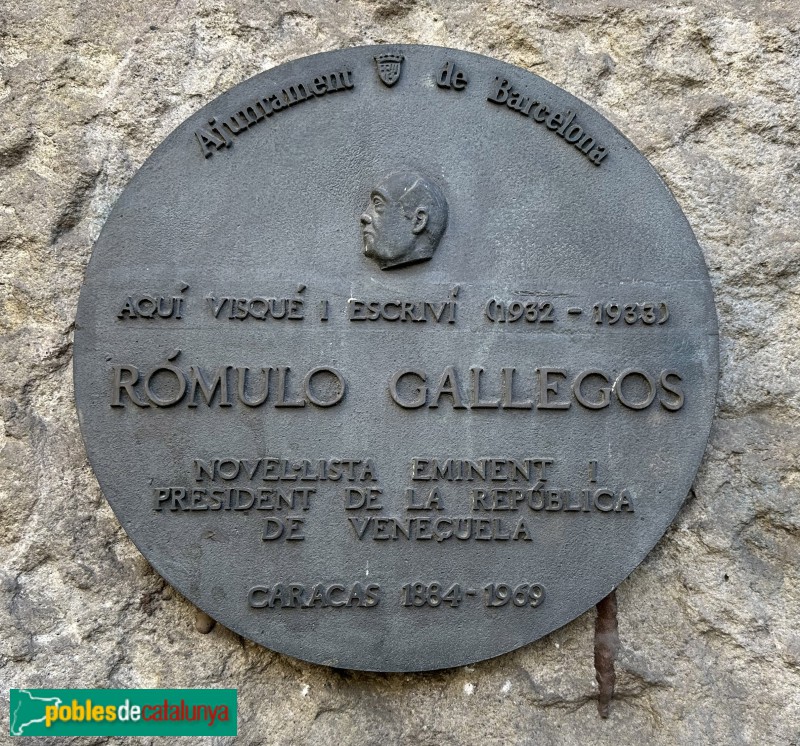 Ajuntament de Barcelona
AQUÍ VISQUÉ I ESCRIVÍ (1932 - 1933)
RÓMULO GALLEGOS
NOVEL·LISTA EMINENT I
PRESIDENT DE LA REPÚBLICA
DE VENEÇUELA
CARACAS 1884 - 1969
poblesdecatalunya